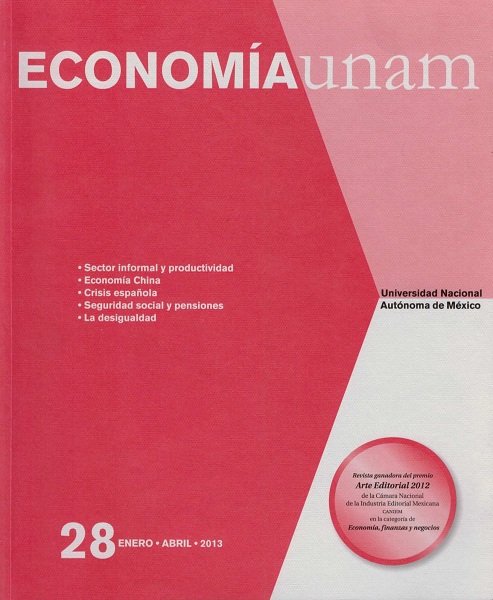 ECONOMÍAunam
• Sector informal y productividad
• Economía China
• Crisis española
• Seguridad social y pensiones
• La desigualdad
Universidad Nacional
Autónoma de México
Revista ganadora del premio
Arte Editorial 2012
de la Cámara Nacional
de la Industria Editorial Mexicana
CANIEM
en la categoría de
Economía, finanzas y negocios
28 ENERO • ABRIL • 2013